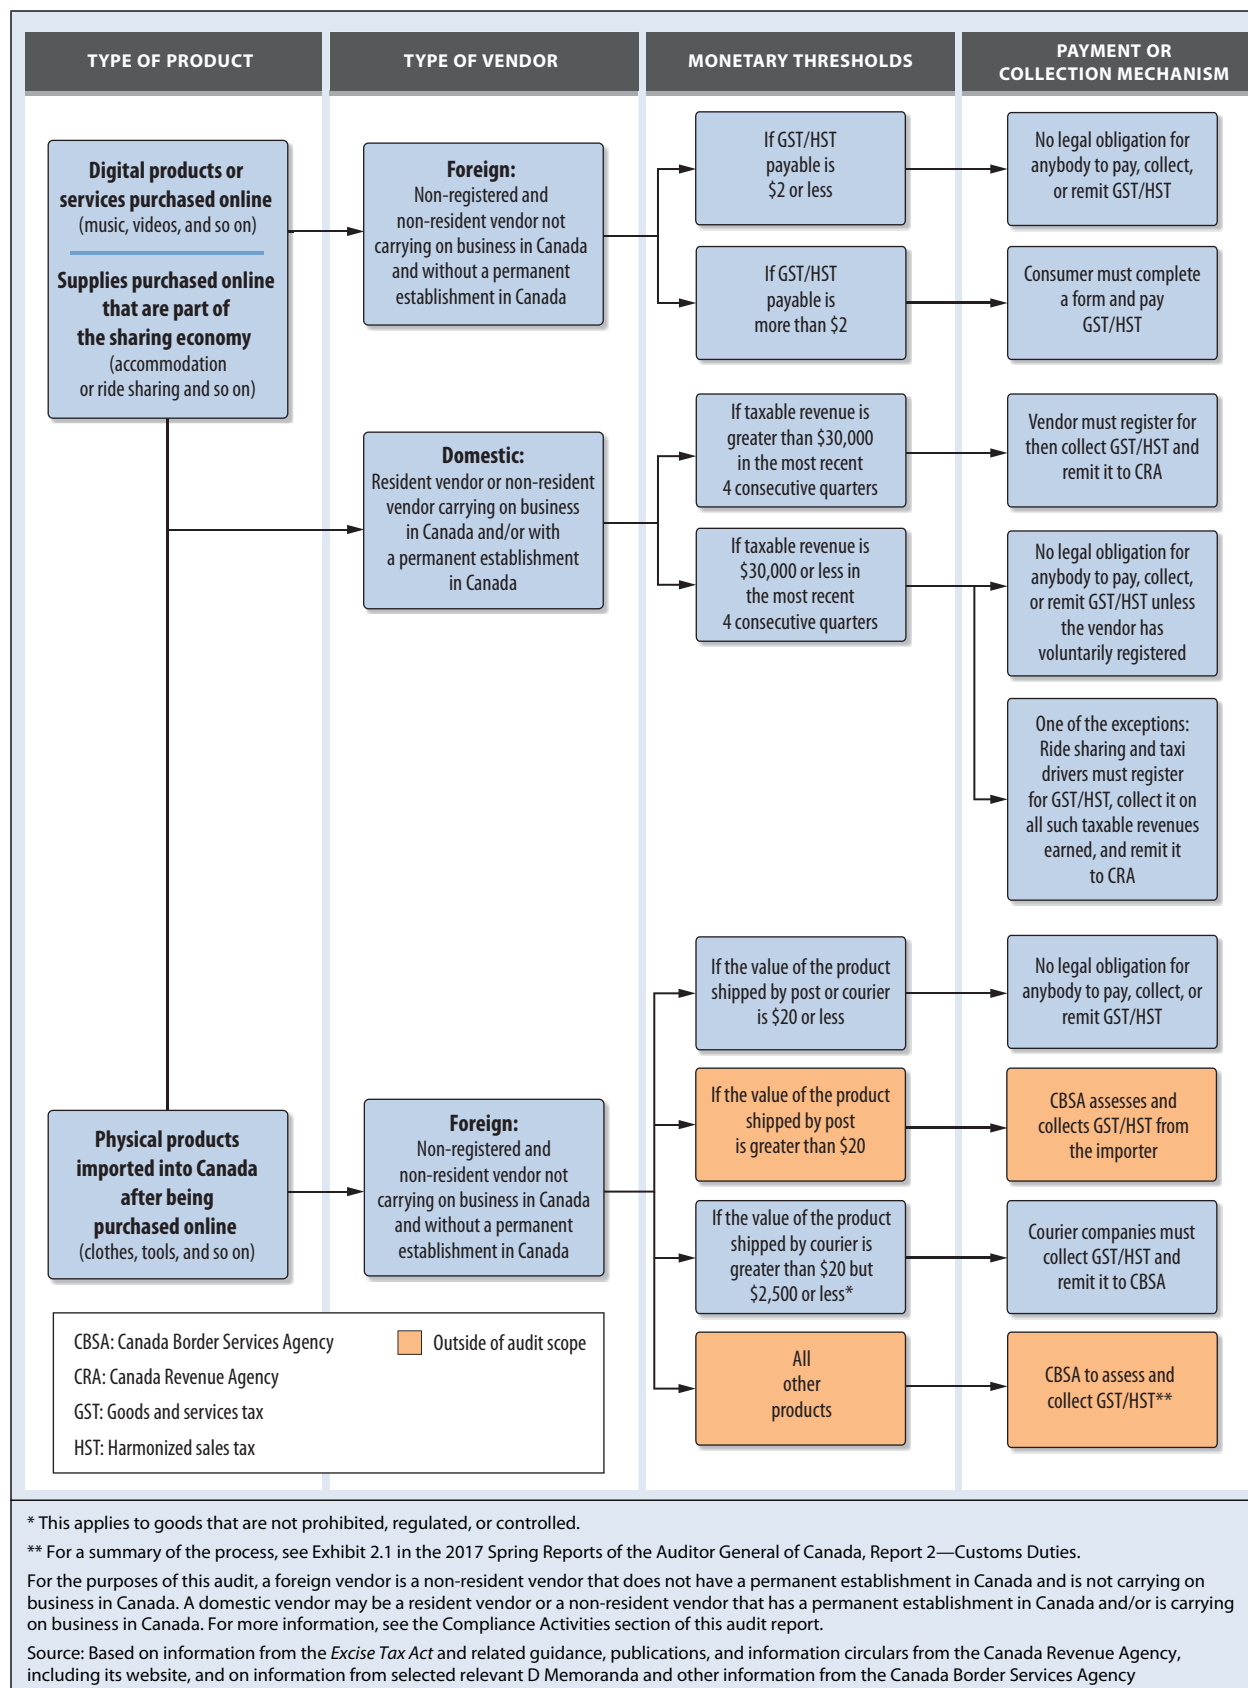 TYPE OF PRODUCT
TYPE OF VENDOR
MONETARY THRESHOLDS
PAYMENT OR
COLLECTION MECHANISM
Digital products or
services purchased online
(music, videos, and so on)
Supplies purchased online
that are part of
the sharing economy
(accommodation
or ride sharing and so on)
Foreign:
Non-registered and
non-resident vendor not
carrying on business in Canada
and without a permanent
establishment in Canada
If GST/HST
payable is
$2 or less
No legal obligation for
anybody to pay, collect,
or remit GST/HST
If GST/HST
payable is
more than $2
Consumer must complete
a form and pay
GST/HST
Domestic:
Resident vendor or non-resident
vendor carrying on business
in Canada and/or with
a permanent establishment
in Canada
If taxable revenue is
greater than $30,000
in the most recent
4 consecutive quarters
Vendor must register for
then collect GST/HST and
remit it to CRA
If taxable revenue is
$30,000 or less in
the most recent
4 consecutive quarters
No legal obligation for
anybody to pay, collect,
or remit GST/HST unless
the vendor has
voluntarily registered
One of the exceptions:
Ride sharing and taxi
drivers must register
for GST/HST, collect it on
all such taxable revenues
earned, and remit it
to CRA
Physical products
imported into Canada
after being
purchased online
(clothes, tools, and so on)
Foreign:
Non-registered and
non-resident vendor not
carrying on business in Canada
and without a permanent
establishment in Canada
If the value of the product
shipped by post or courier
is $20 or less
No legal obligation for
anybody to pay, collect, or
remit GST/HST
If the value of the product
shipped by post
is greater than $20
CBSA assesses and
collects GST/HST from
the importer
If the value of the product
shipped by courier is
greater than $20 but
$2,500 or less*
Courier companies must
collect GST/HST and
remit it to CBSA
All
other
products
CBSA to assess and
collect GST/HST**
CBSA: Canada Border Services Agency
Outside of audit scope
CRA: Canada Revenue Agency
GST: Goods and services tax
HST: Harmonized sales tax
* This applies to goods that are not prohibited, regulated, or controlled.
** For a summary of the process, see Exhibit 2.1 in the 2017 Spring Reports of the Auditor General of Canada, Report 2—Customs Duties.
For the purposes of this audit, a foreign vendor is a non-resident vendor that does not have a permanent establishment in Canada and is not carrying on
business in Canada. A domestic vendor may be a resident vendor or a non-resident vendor that has a permanent establishment in Canada and/or is carrying
on business in Canada. For more information, see the Compliance Activities section of this audit report.
Source: Based on information from the Excise Tax Act and related guidance, publications, and information circulars from the Canada Revenue Agency,
including its website, and on information from selected relevant D Memoranda and other information from the Canada Border Services Agency